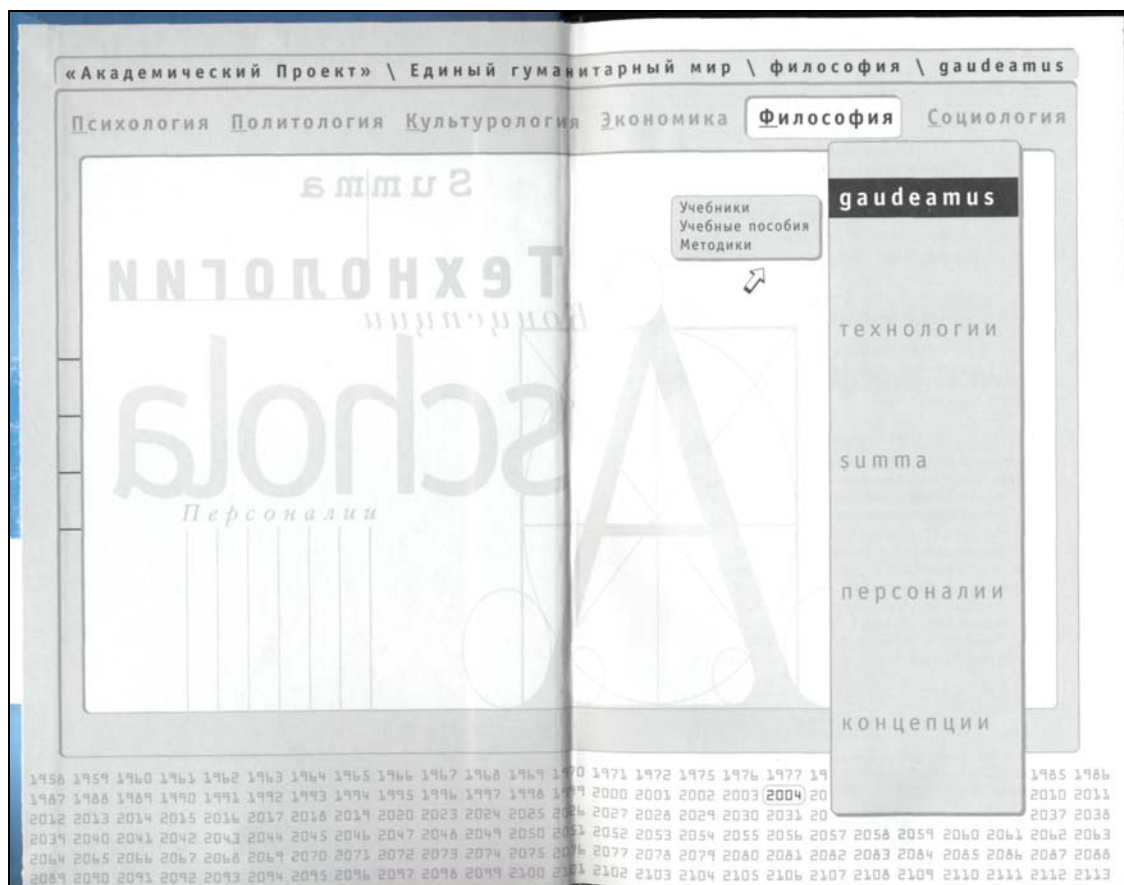 «Академический Проект» \ Единый гуманитарный мир \ философия \ gaudeamus
Психология Политология Культурология Экономика Философия Социология
Summa
Технологии
Концепции
schola
Персоналии
A
Учебники
Учебные пособия
Методики
gaudeamus
технологии
summa
персоналии
концепции
1958 1959 1960 1961 1962 1963 1964 1965 1966 1967 1968 1969 1970 1971 1972 1975 1976 1977 19 1985 1986
1987 1988 1989 1990 1991 1992 1993 1994 1995 1996 1997 1998 1999 2000 2001 2002 2003 2004 20 2010 2011
2012 2013 2014 2015 2016 2017 2018 2019 2020 2023 2024 2025 2026 2027 2028 2029 2030 2031 20 2037 2038
2039 2040 2041 2042 2043 2044 2045 2046 2047 2048 2049 2050 2051 2052 2053 2054 2055 2056 2057 2058 2059 2060 2061 2062 2063
2064 2065 2066 2067 2068 2069 2070 2071 2072 2073 2074 2075 2076 2077 2078 2079 2080 2081 2082 2083 2084 2085 2086 2087 2088
2089 2090 2091 2092 2093 2094 2095 2096 2097 2098 2099 2100 2101 2102 2103 2104 2105 2106 2107 2108 2109 2110 2111 2112 2113